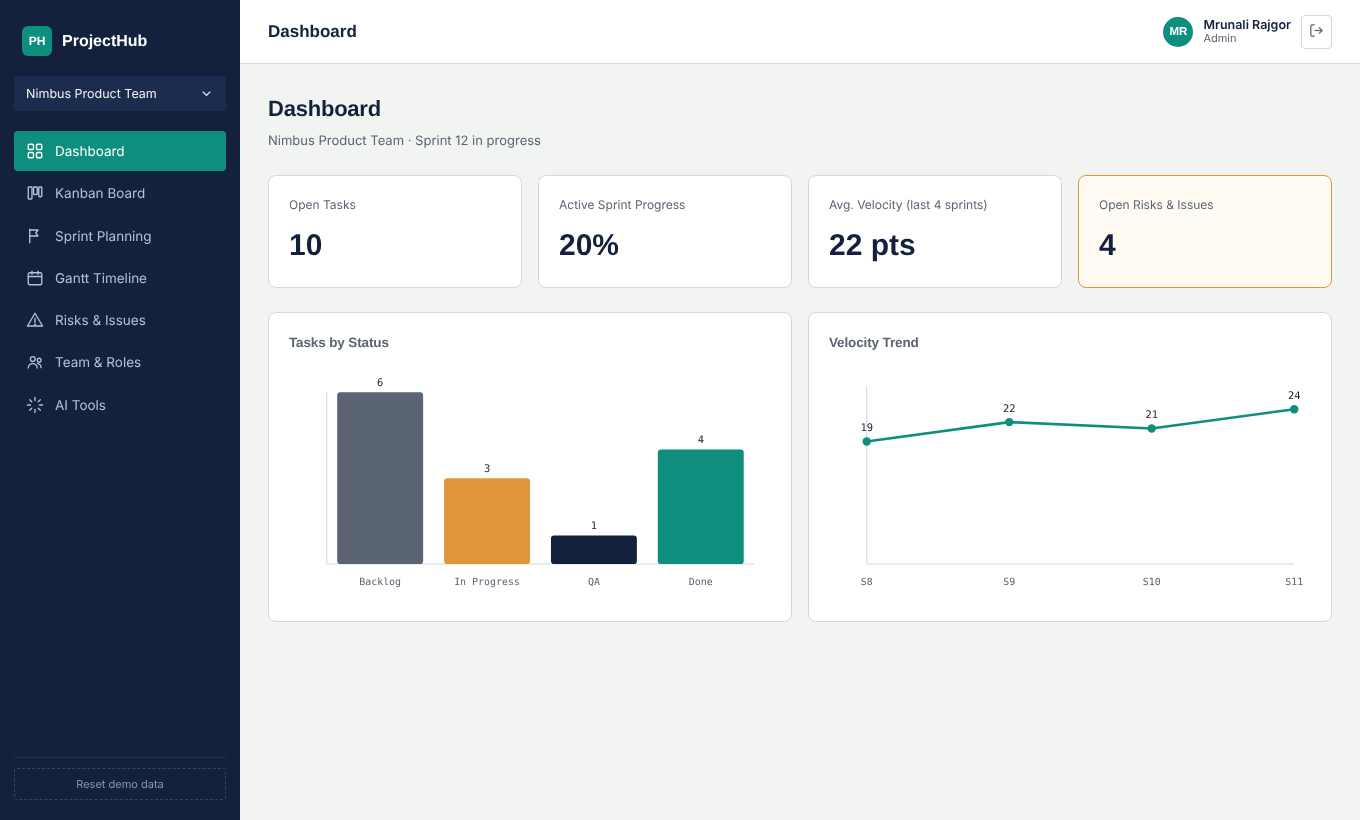 PH ProjectHub
Nimbus Product Team
Dashboard
Kanban Board
Sprint Planning
Gantt Timeline
Risks & Issues
Team & Roles
AI Tools
Reset demo data
Dashboard
MR
Mrunali Rajgor
Admin
Dashboard
Nimbus Product Team · Sprint 12 in progress
Open Tasks
10
Active Sprint Progress
20%
Avg. Velocity (last 4 sprints)
22 pts
Open Risks & Issues
4
Tasks by Status
6
3
1
4
Backlog In Progress QA Done
Velocity Trend
19
22
21
24
S8 S9 S10 S11